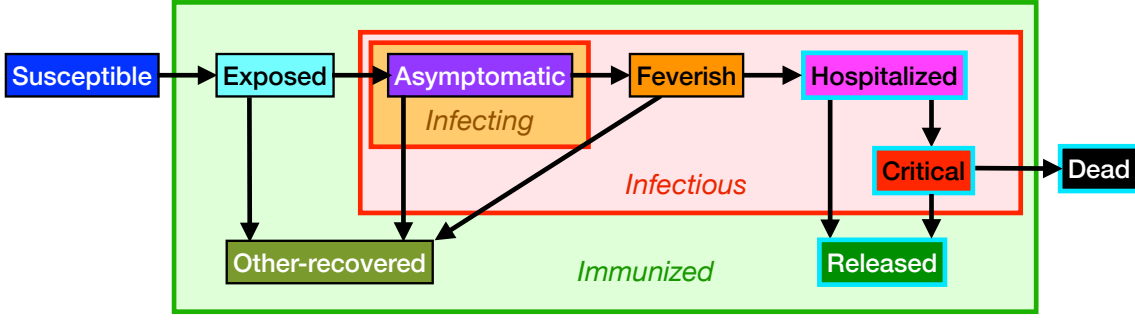 Susceptible
Exposed
Asymptomatic
Feverish
Hospitalized
Infecting
Critical
Dead
Infectious
Other-recovered
Immunized
Released